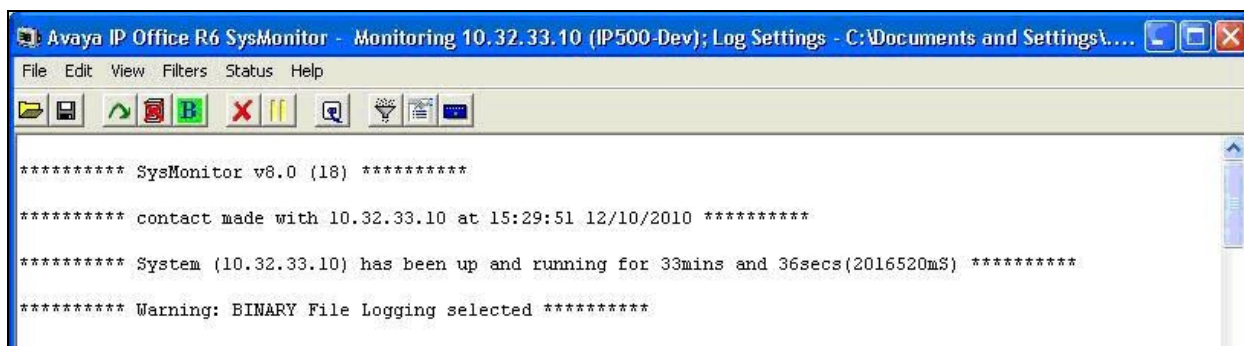 Avaya IP Office R6 SysMonitor - Monitoring 10.32.33.10 (IP500-Dev); Log Settings - C:\Documents and Settings\....
File Edit View Filters Status Help
B
********** SysMonitor v8.0 (18) **********
********** contact made with 10.32.33.10 at 15:29:51 12/10/2010 **********
********** System (10.32.33.10) has been up and running for 33mins and 36secs(2016520mS) **********
********** Warning: BINARY File Logging selected **********